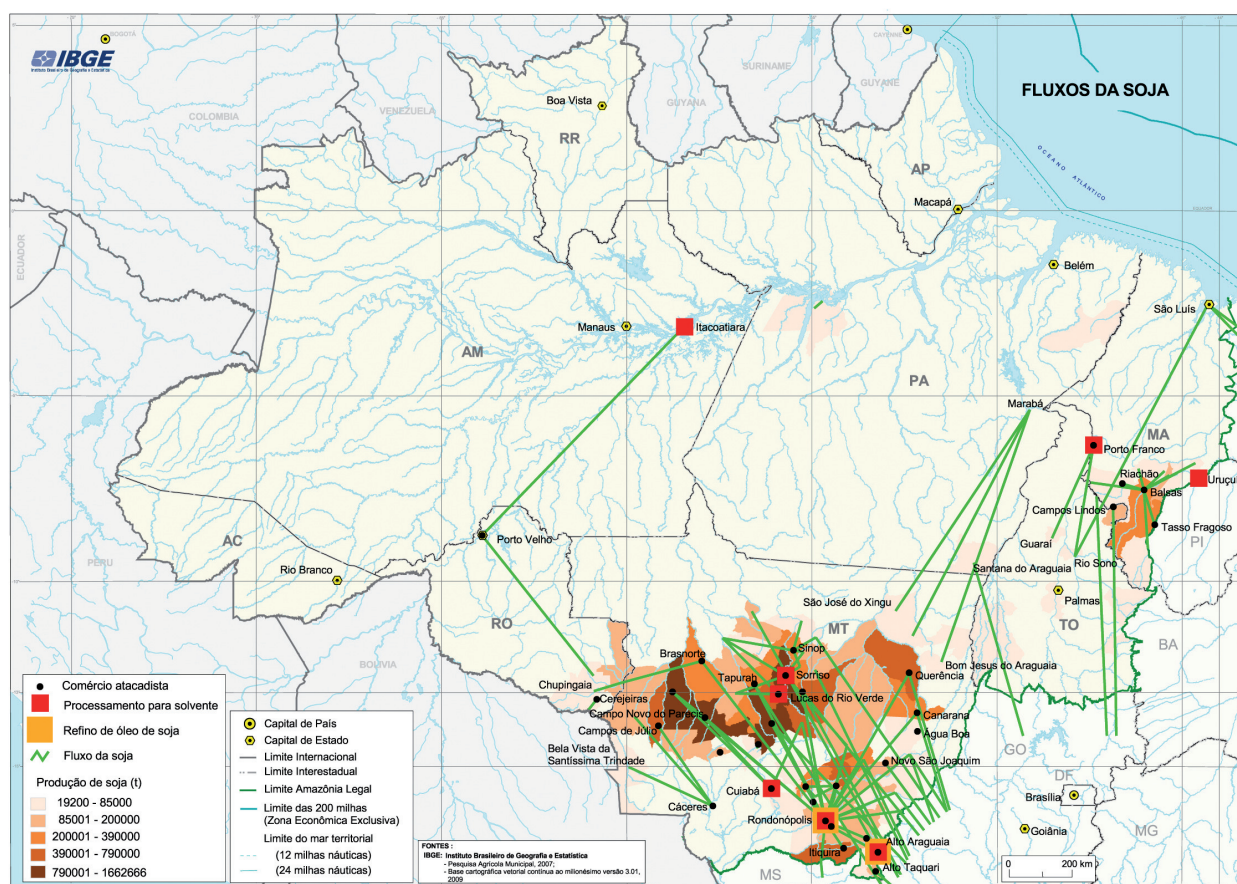 BOGOTÁ
CAYENNE
IBGE
Instituto Brasileiro de Geografia e Estatística
SURINAME
GUYANE
VENEZUELA
GUYANA
COLOMBIA
FLUXOS DA SOJA
Boa Vista
RR
OCEANO ATLÂNTICO
AP
Macapá
ECUADOR
Belém
São Luís
Manaus
Itacoatiara
AM
PA
Marabá
MA
Porto Franco
Riachão
Uruçuí
Balsas
Campos Lindos
Tasso Fragoso
AC
Porto Velho
Guaraí
PI
PERU
Rio Sono
Rio Branco
Santana do Araguaia
Palmas
São José do Xingu
RO
MT
TO
BA
BOLIVIA
Brasnorte
Sinop
Bom Jesus do Araguaia
Tapurah
Sorriso
Querência
Chupingaia
Cerejeiras
Lucas do Rio Verde
Campo Novo do Parecis
Canarana
Campos de Júlio
Água Boa
GO
Bela Vista da
Santíssima Trindade
Novo São Joaquim
DF
Cuiabá
Brasília
Cáceres
Rondonópolis
Goiânia
MG
Alto Araguaia
Itiquira
Alto Taquari
MS
0 200 km
Comércio atacadista
Processamento para solvente
Refino de óleo de soja
Fluxo da soja
Produção de soja (t)
19200 - 85000
85001 - 200000
200001 - 390000
390001 - 790000
790001 - 1662666
Capital de País
Capital de Estado
Limite Internacional
Limite Interestadual
Limite Amazônia Legal
Limite das 200 milhas
(Zona Econômica Exclusiva)
Limite do mar territorial
(12 milhas náuticas)
(24 milhas náuticas)
FONTES :
IBGE: Instituto Brasileiro de Geografia e Estatística
- Pesquisa Agrícola Municipal, 2007;
- Base cartográfica vetorial contínua ao milionésimo versão 3.01,
2009